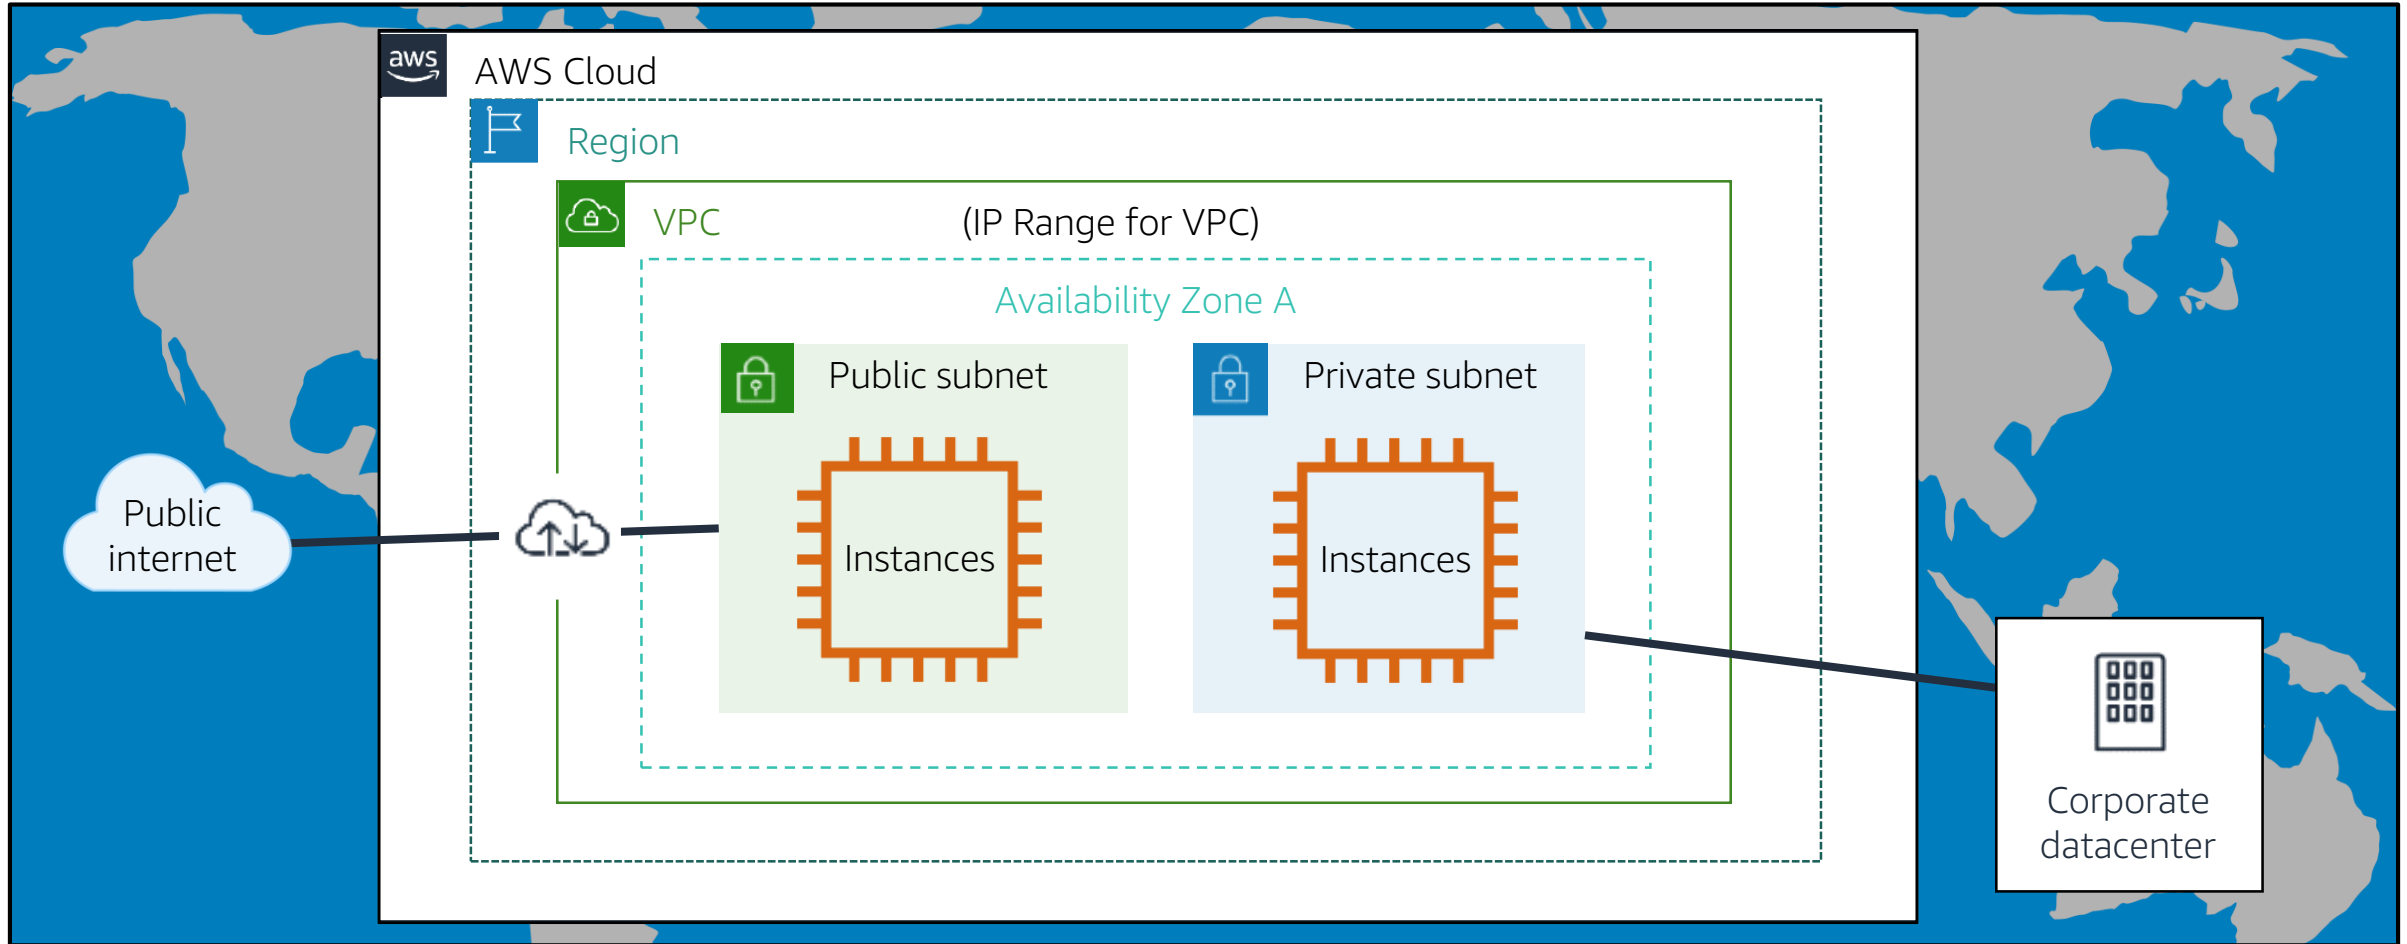 aws
AWS Cloud
Region
VPC
(IP Range for VPC)
Availability Zone A
Public subnet
Private subnet
Instances
Instances
Public
internet
Corporate
datacenter